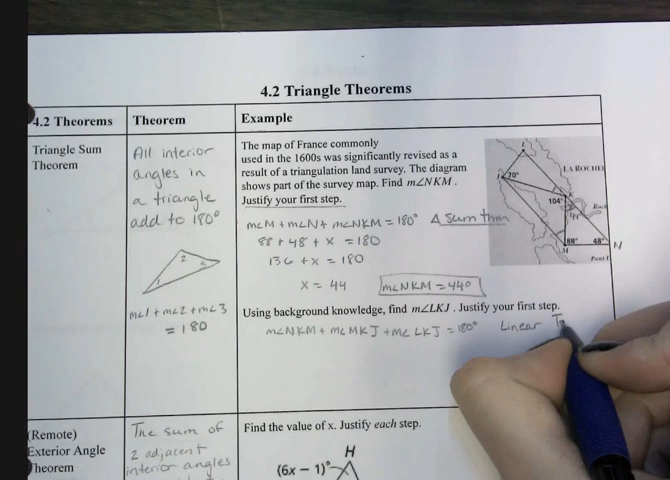 4.2 Triangle Theorems
4.2 Theorems
Theorem
Example
Triangle Sum
Theorem
All interior
angles in
a triangle
add to 180°
1
2
3
m∠1 + m∠2 + m∠3
= 180
The map of France commonly
used in the 1600s was significantly revised as a
result of a triangulation land survey. The diagram
shows part of the survey map. Find m∠NKM .
Justify your first step.
m∠M + m∠N + m∠NKM = 180° Δ sum thm
88 + 48 + x = 180
136 + x = 180
x = 44
m∠NKM = 44°
L
LA ROCHEL
J
70°
K
104°
88°
48°
N
M
Using background knowledge, find m∠LKJ . Justify your first step.
m∠NKM + m∠MKJ + m∠LKJ = 180°
Linear
(Remote)
Exterior Angle
Theorem
The sum of
2 adjacent
interior angles
Find the value of x. Justify each step.
H
(6x − 1)°